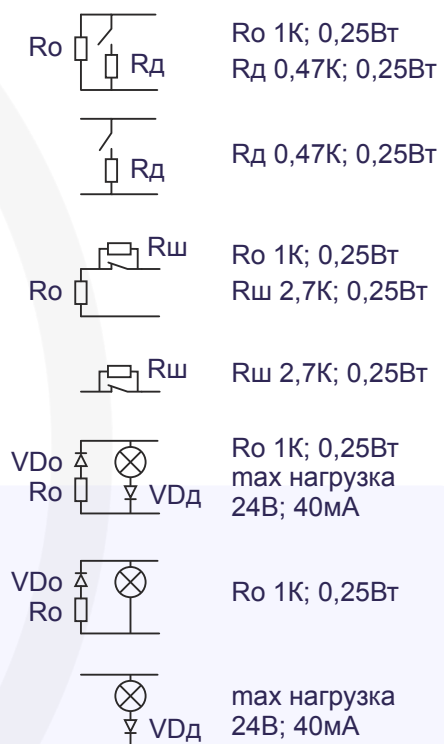 Ro
Rд
Ro 1К; 0,25Вт
Rд 0,47К; 0,25Вт
Rд
Rд 0,47К; 0,25Вт
Rш
Ro
Ro 1К; 0,25Вт
Rш 2,7К; 0,25Вт
Rш
Rш 2,7К; 0,25Вт
VDo
Ro
VDд
Ro 1К; 0,25Вт
max нагрузка
24В; 40мА
VDo
Ro
Ro 1К; 0,25Вт
VDд
max нагрузка
24В; 40мА